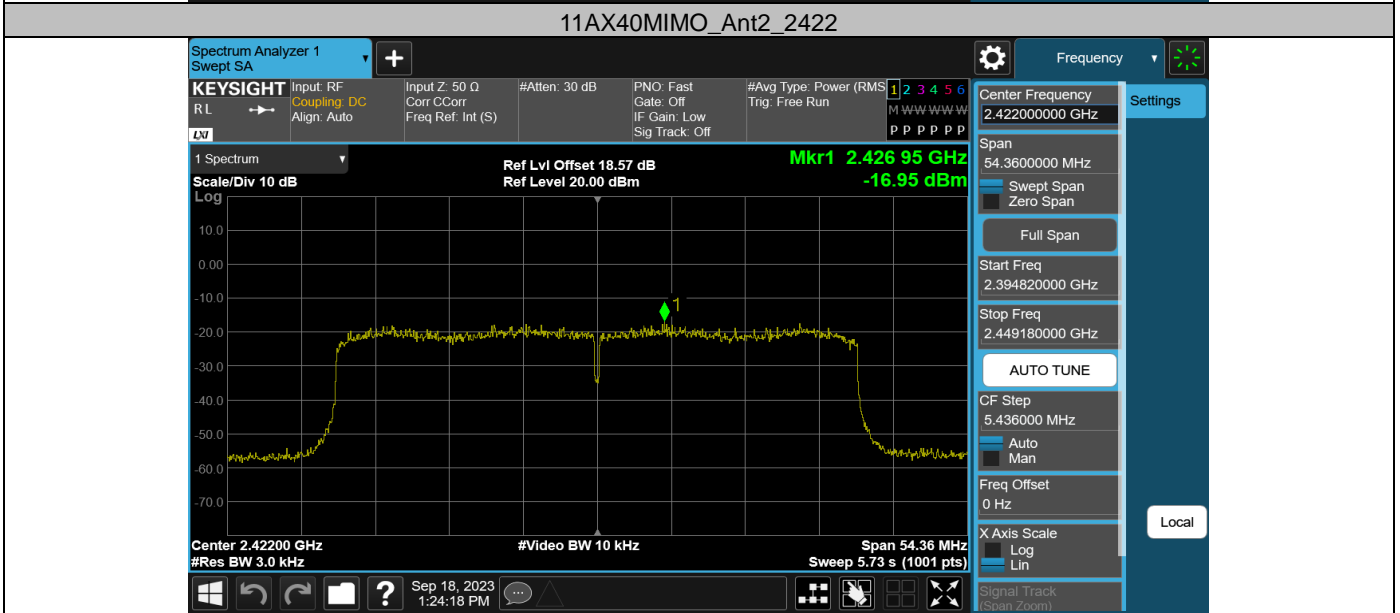 11AX40MIMO_Ant2_2422
Spectrum Analyzer 1
Swept SA
Frequency
KEYSIGHT
R L
LXI
Input: RF
Coupling: DC
Align: Auto
Input Z: 50 Ω
Corr CCorr
Freq Ref: Int (S)
#Atten: 30 dB
PNO: Fast
Gate: Off
IF Gain: Low
Sig Track: Off
#Avg Type: Power (RMS
Trig: Free Run
1 2 3 4 5 6
M W W W W W
P P P P P P
1 Spectrum
Scale/Div 10 dB
Ref Lvl Offset 18.57 dB
Ref Level 20.00 dBm
Mkr1 2.426 95 GHz
-16.95 dBm
Log
10.0
0.00
-10.0
-20.0
-30.0
-40.0
-50.0
-60.0
-70.0
1
Center 2.42200 GHz
#Res BW 3.0 kHz
#Video BW 10 kHz
Span 54.36 MHz
Sweep 5.73 s (1001 pts)
Sep 18, 2023
1:24:18 PM
Center Frequency
2.422000000 GHz
Span
54.3600000 MHz
Swept Span
Zero Span
Full Span
Start Freq
2.394820000 GHz
Stop Freq
2.449180000 GHz
AUTO TUNE
CF Step
5.436000 MHz
Auto
Man
Freq Offset
0 Hz
X Axis Scale
Log
Lin
Signal Track
(Span Zoom)
Settings
Local